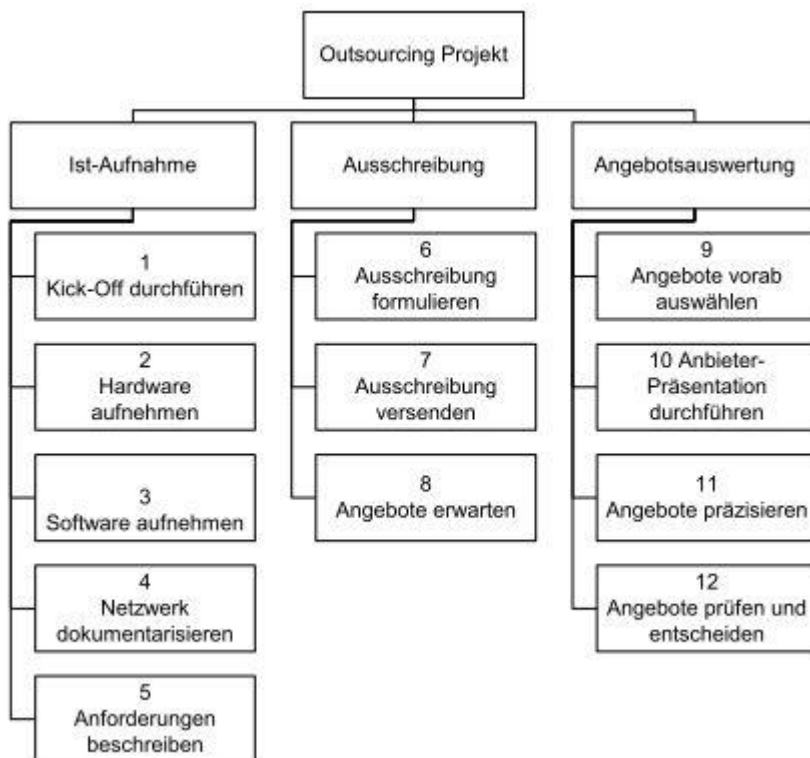 Outsourcing Projekt
Ist-Aufnahme
Ausschreibung
Angebotsauswertung
1
Kick-Off durchführen
2
Hardware
aufnehmen
3
Software aufnehmen
4
Netzwerk
dokumentarisieren
5
Anforderungen
beschreiben
6
Ausschreibung
formulieren
7
Ausschreibung
versenden
8
Angebote erwarten
9
Angebote vorab
auswählen
10 Anbieter-
Präsentation
durchführen
11
Angebote präzisieren
12
Angebote prüfen und
entscheiden